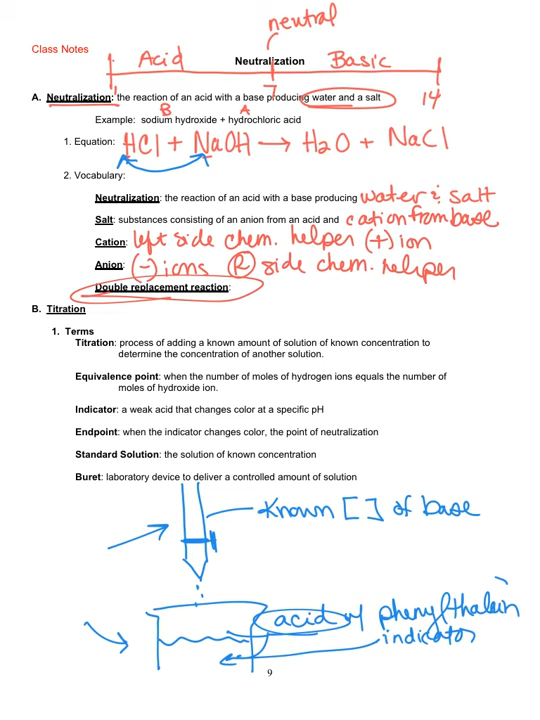 neutral
Class Notes
Acid Neutralization Basic
1 7 14
A. Neutralization: the reaction of an acid with a base producing water and a salt
B A
Example: sodium hydroxide + hydrochloric acid
1. Equation: HCl + NaOH → H2O + NaCl
2. Vocabulary:
Neutralization: the reaction of an acid with a base producing water & salt
Salt: substances consisting of an anion from an acid and cation from base
Cation: left side chem. helper (+) ion
Anion: (-) ions R side chem. helper
Double replacement reaction:
B. Titration
1. Terms
Titration: process of adding a known amount of solution of known concentration to
determine the concentration of another solution.
Equivalence point: when the number of moles of hydrogen ions equals the number of
moles of hydroxide ion.
Indicator: a weak acid that changes color at a specific pH
Endpoint: when the indicator changes color, the point of neutralization
Standard Solution: the solution of known concentration
Buret: laboratory device to deliver a controlled amount of solution
Known [ ] of base
acid w/ phenylthalein
indicator
9